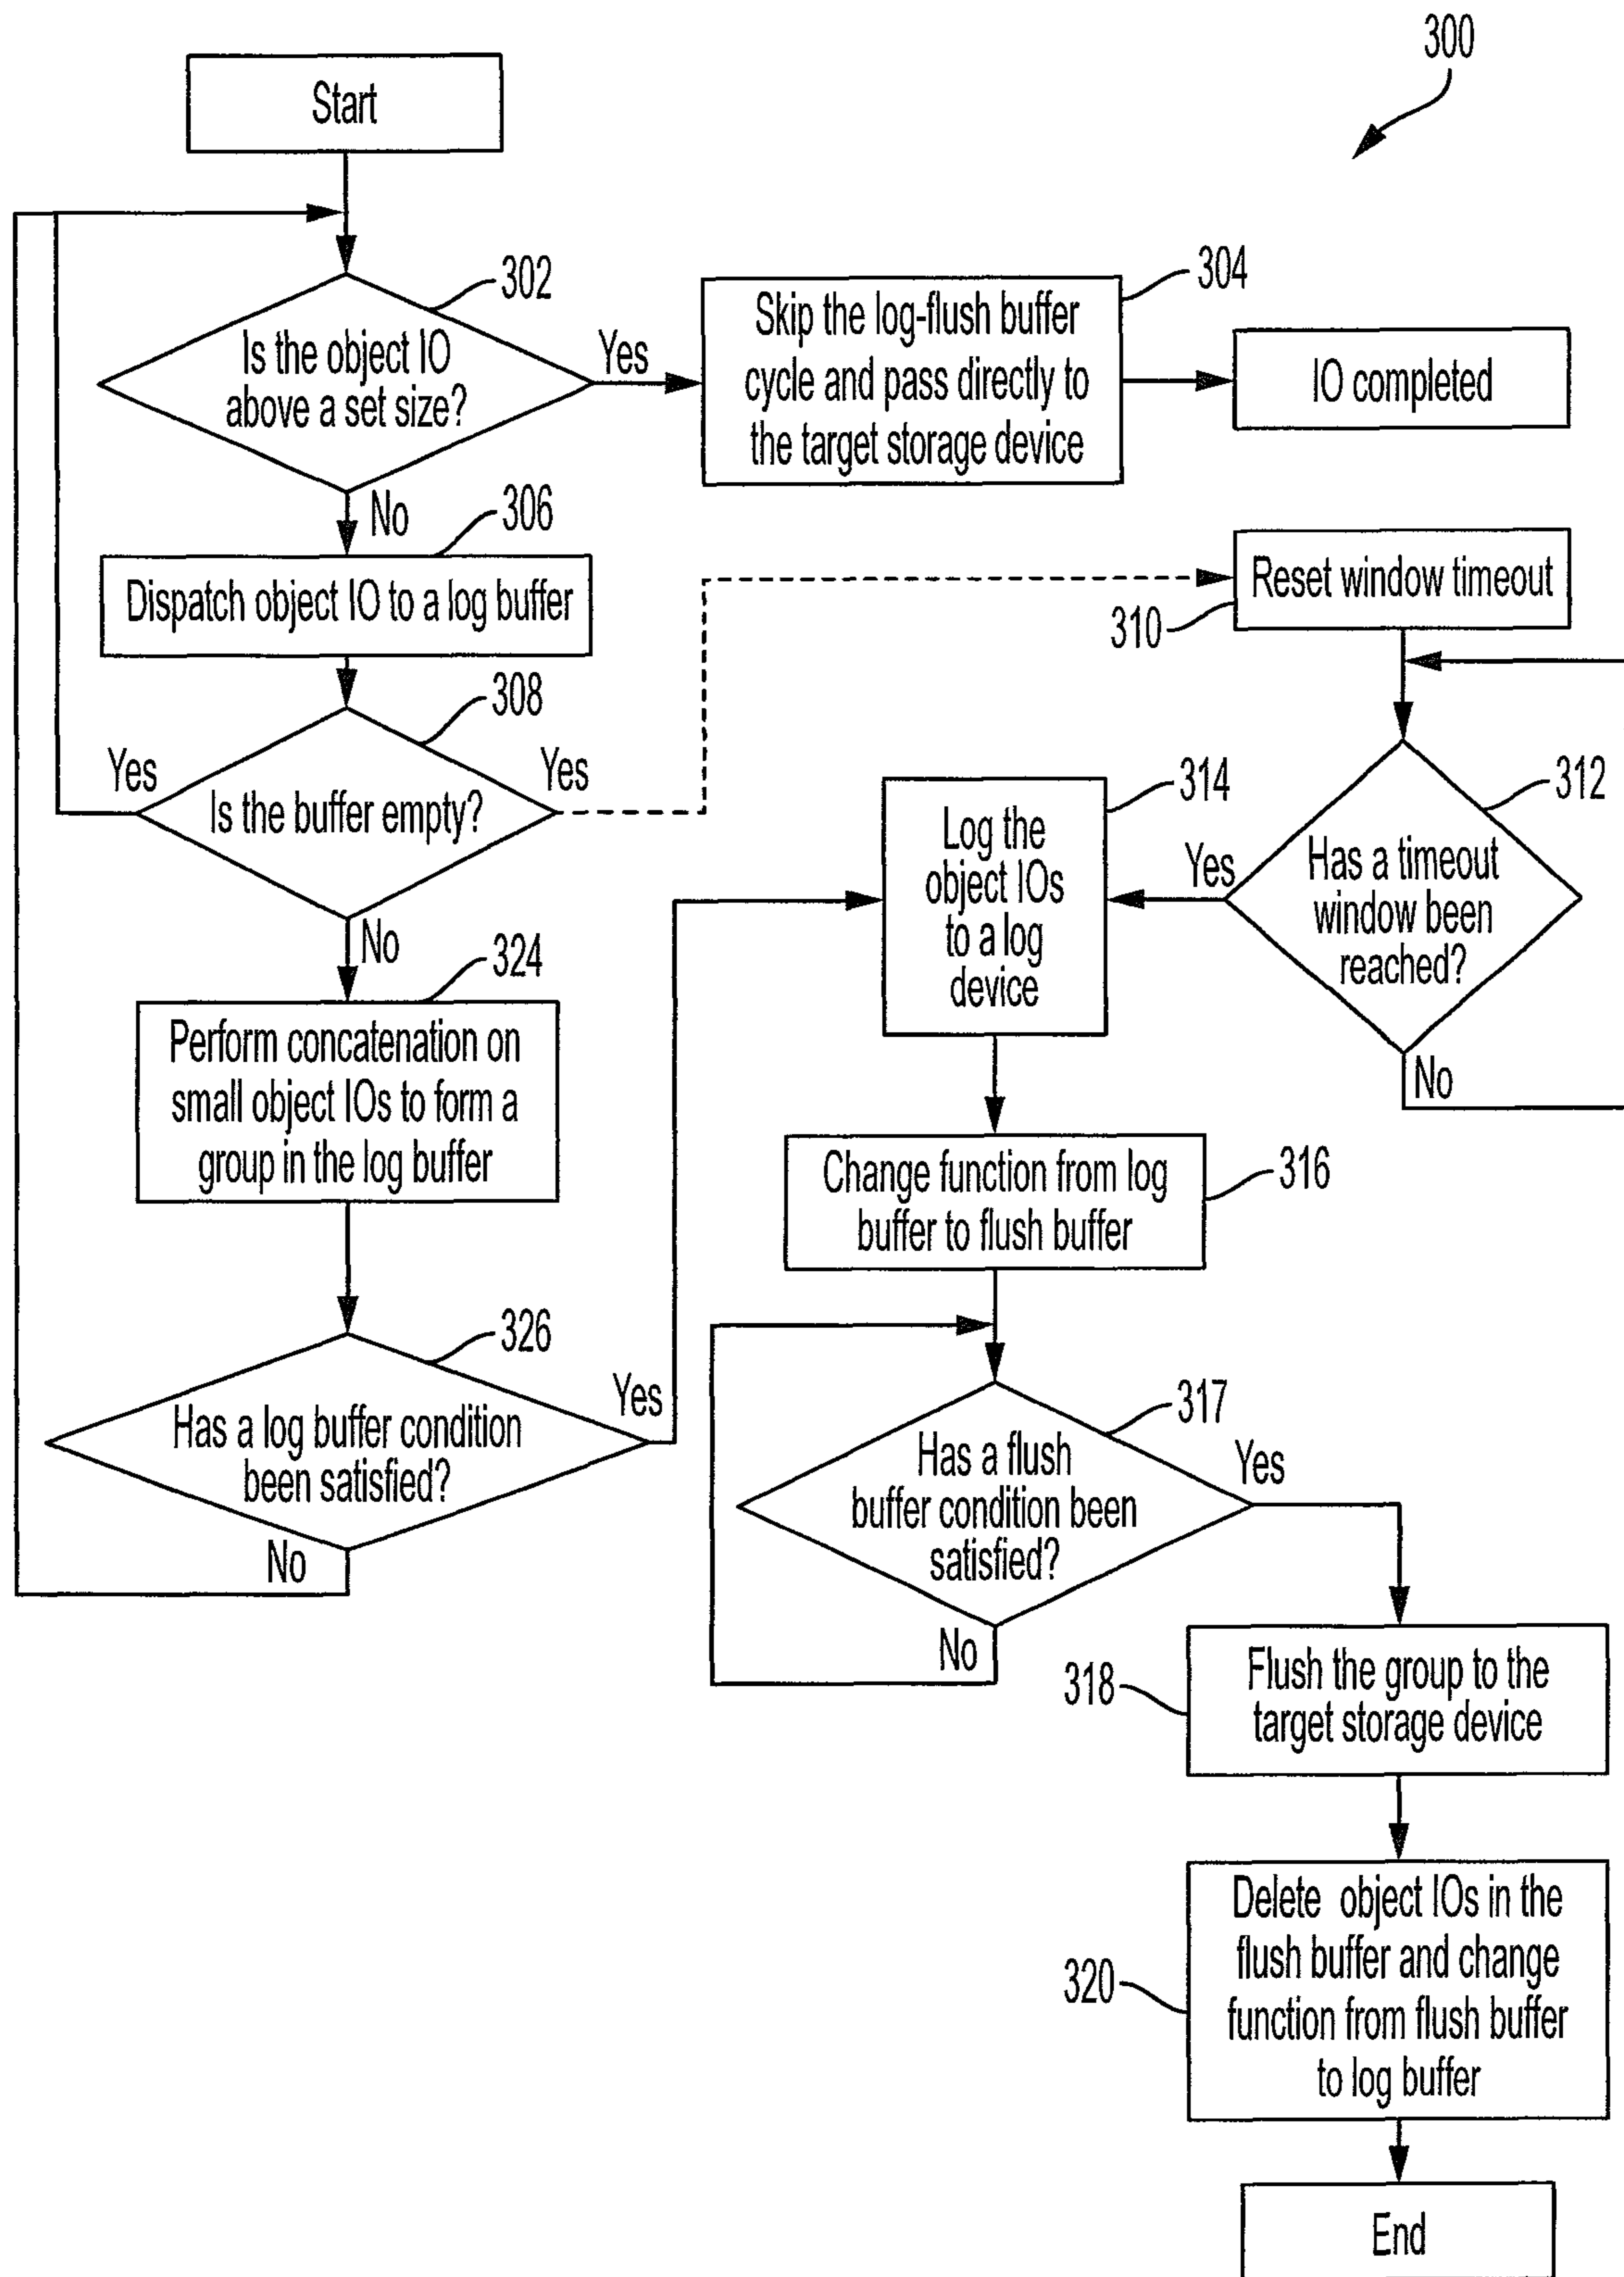 300
Start
302
Is the object IO
above a set size?
Yes
304
Skip the log-flush buffer
cycle and pass directly to
the target storage device
IO completed
No
306
Dispatch object IO to a log buffer
Reset window timeout
310
308
Yes
Is the buffer empty?
Yes
312
Has a timeout
window been
reached?
Yes
No
314
Log the
object IOs
to a log
device
No
324
Perform concatenation on
small object IOs to form a
group in the log buffer
316
Change function from log
buffer to flush buffer
326
Has a log buffer condition
been satisfied?
Yes
No
317
Has a flush
buffer condition been
satisfied?
Yes
No
318
Flush the group to the
target storage device
320
Delete object IOs in the
flush buffer and change
function from flush buffer
to log buffer
End